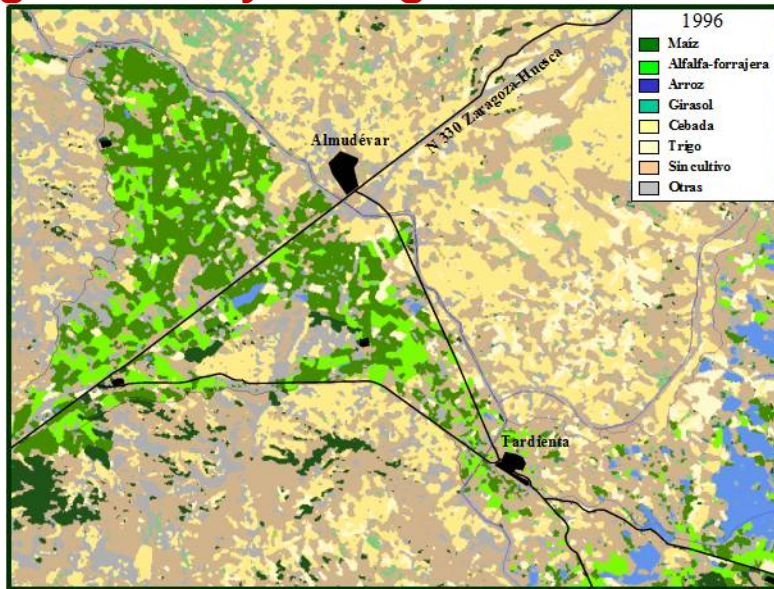 1996
Maíz
Alfalfa-forrajera
Arroz
Girasol
Cebada
Trigo
Sin cultivo
Otras
N 330 Zaragoza-Huesca
Almudévar
Tardienta